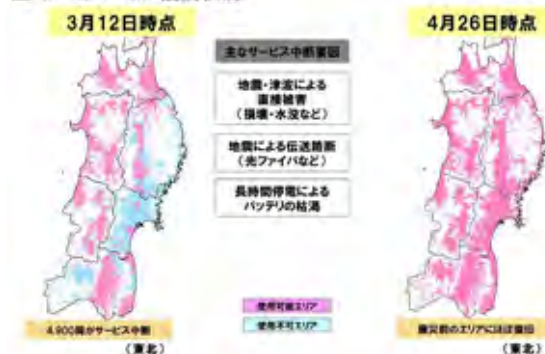 3月12日時点
4月26日時点
主なサービス中断要因
地震・津波による
直接被害
(損壊・水没など)
地震による伝送路断
(光ファイバなど)
長時間停電による
バッテリの枯渇
使用可能エリア
使用不可エリア
4,900局がサービス中断
震災前のエリアにほぼ復旧
(東北)
(東北)